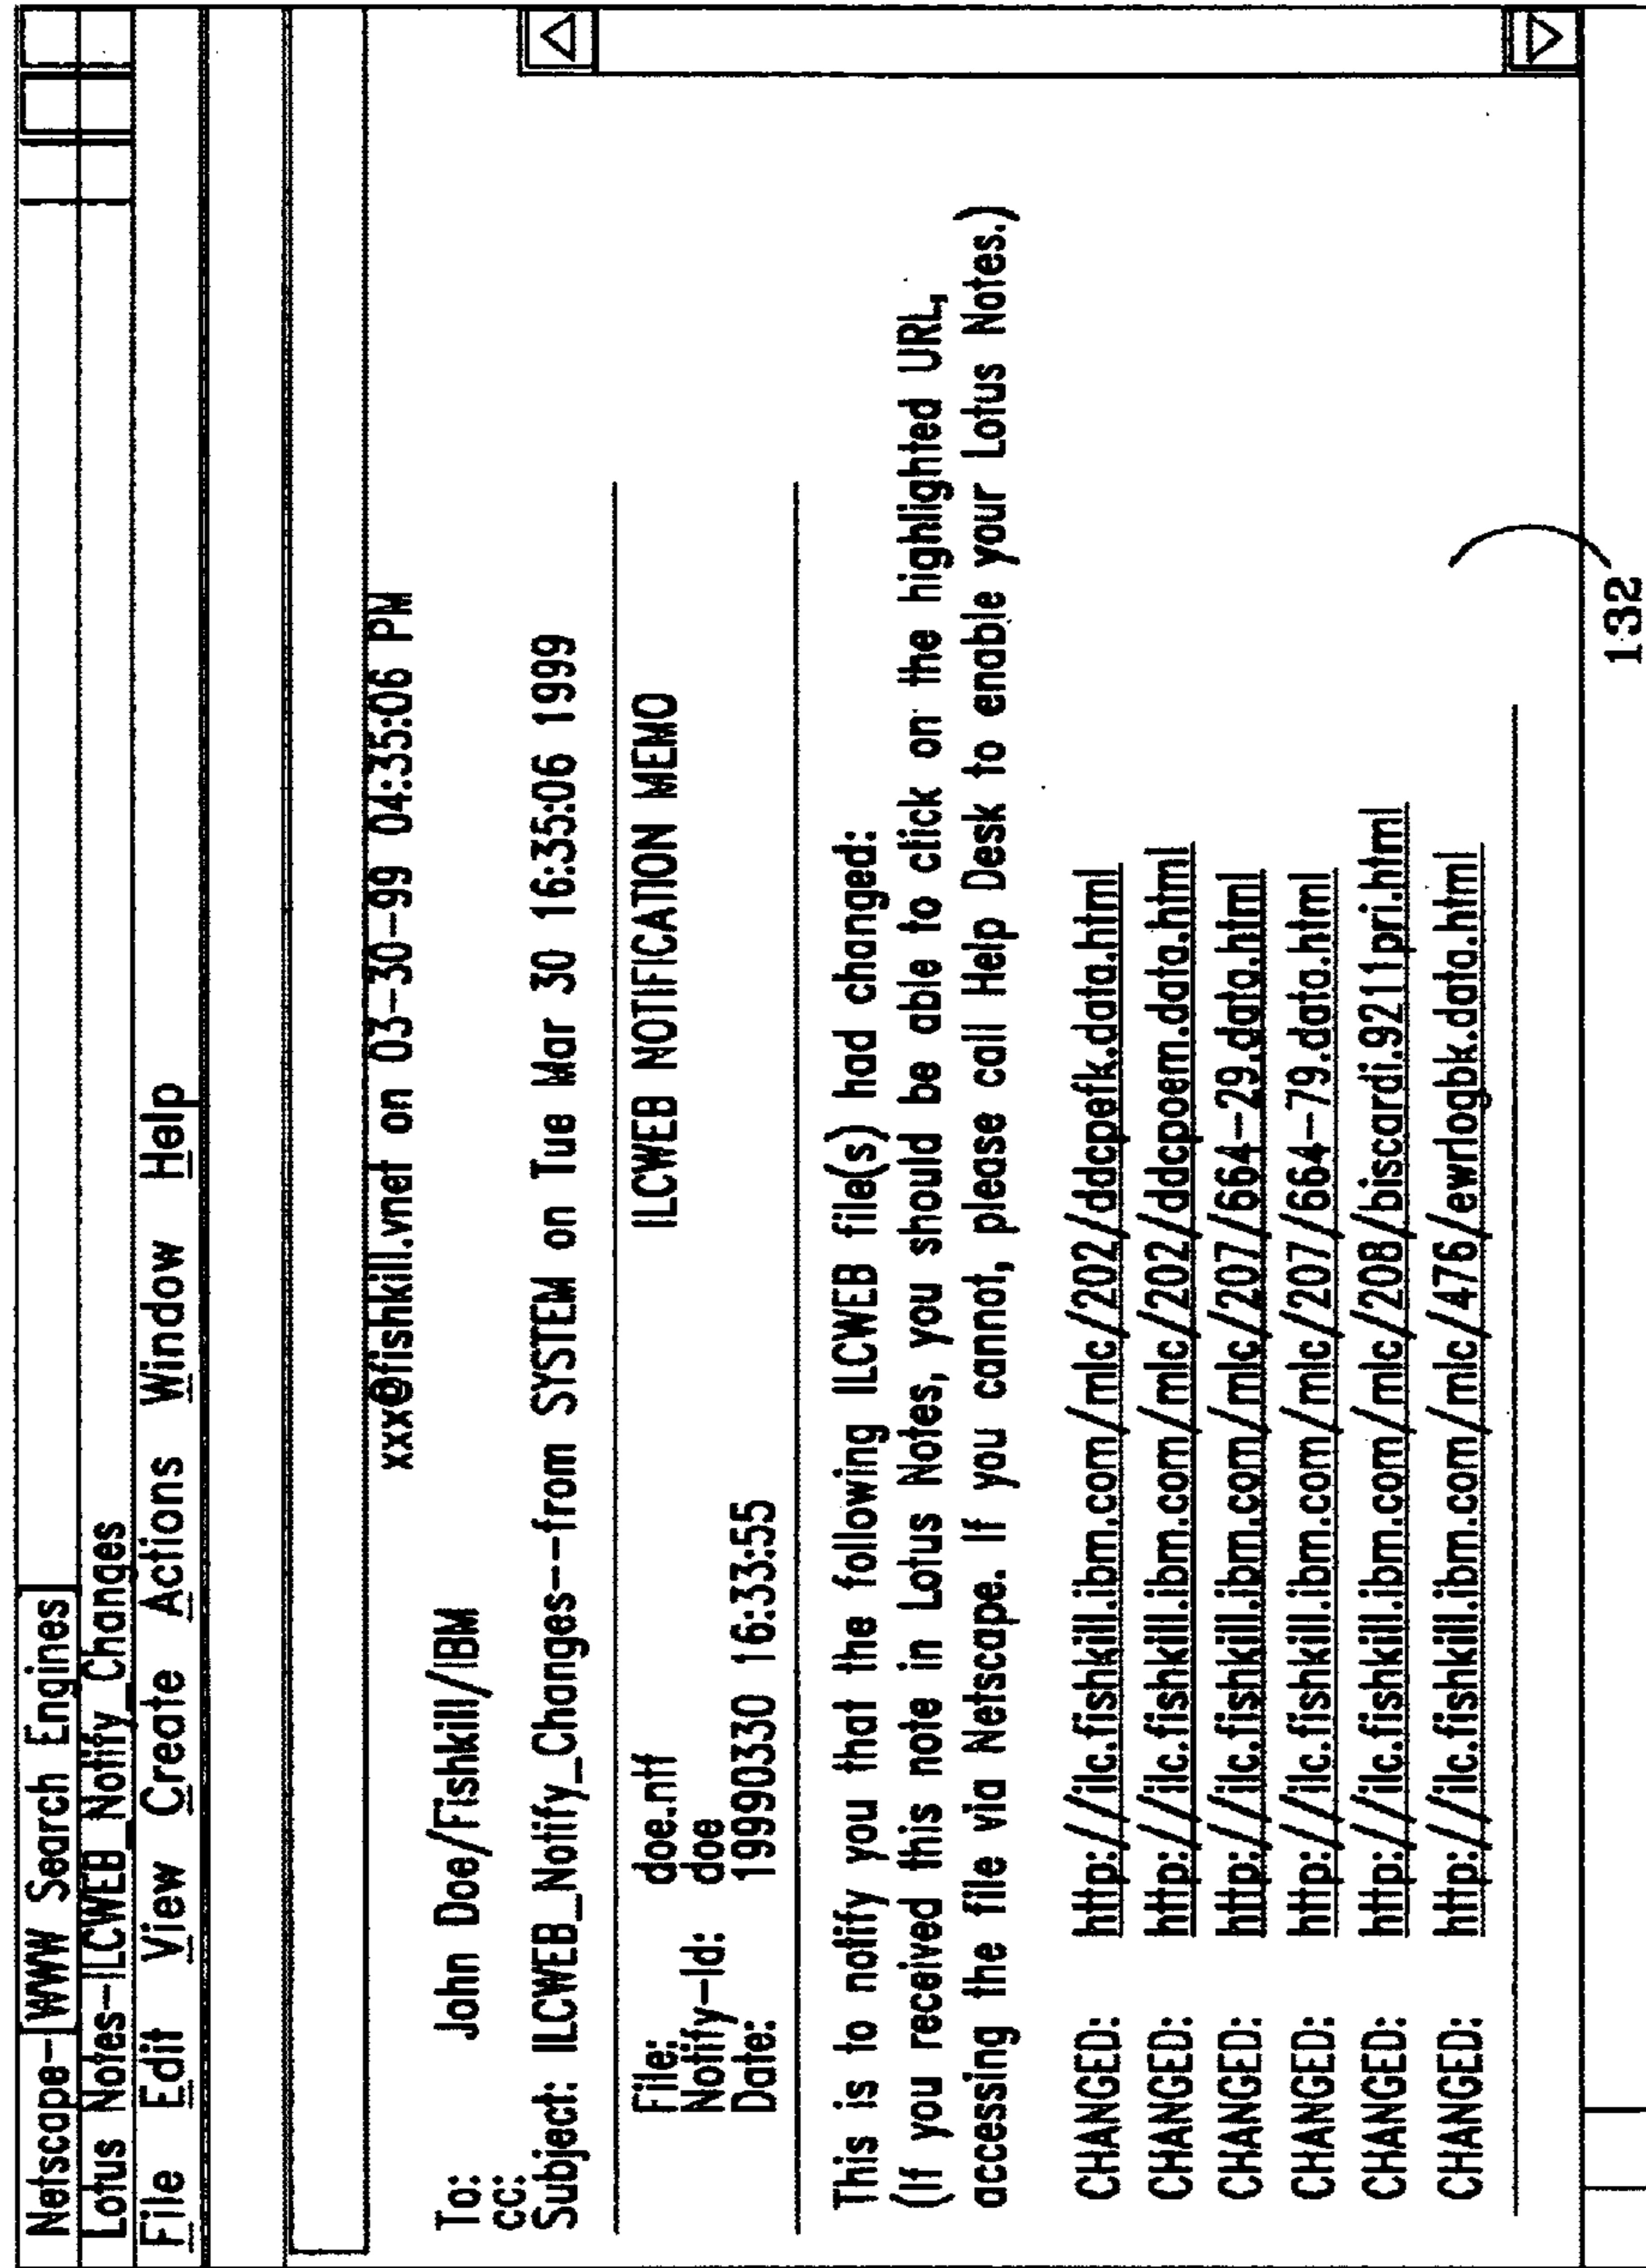 Netscape-WWW Search Engines
Lotus Notes-ILCWEB_Notify_Changes
File Edit View Create Actions Window Help
xxx@fishkill.vnet on 03-30-99 04:35:06 PM
To: John Doe/Fishkill/IBM
cc:
Subject: ILCWEB_Notify_Changes--from SYSTEM on Tue Mar 30 16:35:06 1999
ILCWEB NOTIFICATION MEMO
File: doe.ntf
Notify-Id: doe
Date: 19990330 16:33:55
This is to notify you that the following ILCWEB file(s) had changed:
(If you received this note in Lotus Notes, you should be able to click on the highlighted URL,
accessing the file via Netscape. If you cannot, please call Help Desk to enable your Lotus Notes.)
CHANGED: http://ilc.fishkill.ibm.com/mlc/202/ddcpefk.data.html
CHANGED: http://ilc.fishkill.ibm.com/mlc/202/ddcpoem.data.html
CHANGED: http://ilc.fishkill.ibm.com/mlc/207/664-29.data.html
CHANGED: http://ilc.fishkill.ibm.com/mlc/207/664-79.data.html
CHANGED: http://ilc.fishkill.ibm.com/mlc/208/biscardi.9211pri.html
CHANGED: http://ilc.fishkill.ibm.com/mlc/476/ewrlogbk.data.html
132